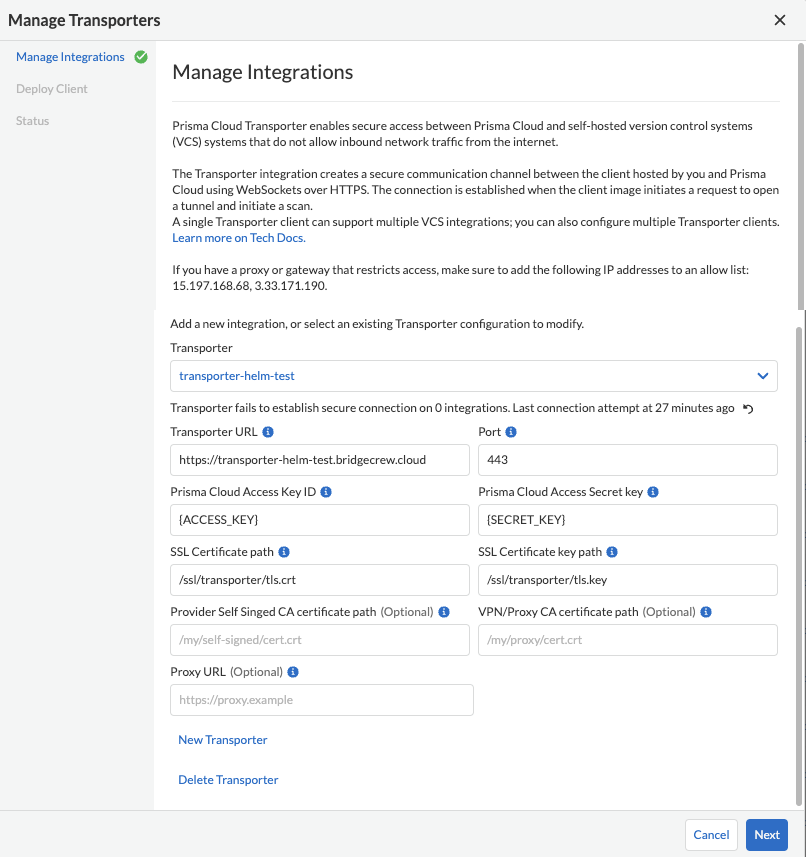 Manage Transporters
Manage Integrations
Deploy Client
Status
Manage Integrations
Prisma Cloud Transporter enables secure access between Prisma Cloud and self-hosted version control systems
(VCS) systems that do not allow inbound network traffic from the internet.
The Transporter integration creates a secure communication channel between the client hosted by you and Prisma
Cloud using WebSockets over HTTPS. The connection is established when the client image initiates a request to open
a tunnel and initiate a scan.
A single Transporter client can support multiple VCS integrations; you can also configure multiple Transporter clients.
Learn more on Tech Docs.
If you have a proxy or gateway that restricts access, make sure to add the following IP addresses to an allow list:
15.197.168.68, 3.33.171.190.
Add a new integration, or select an existing Transporter configuration to modify.
Transporter
transporter-helm-test
Transporter fails to establish secure connection on 0 integrations. Last connection attempt at 27 minutes ago
Transporter URL Port
https://transporter-helm-test.bridgecrew.cloud 443
Prisma Cloud Access Key ID Prisma Cloud Access Secret key
{ACCESS_KEY} {SECRET_KEY}
SSL Certificate path SSL Certificate key path
/ssl/transporter/tls.crt /ssl/transporter/tls.key
Provider Self Singed CA certificate path (Optional) VPN/Proxy CA certificate path (Optional)
/my/self-signed/cert.crt /my/proxy/cert.crt
Proxy URL (Optional)
https://proxy.example
New Transporter
Delete Transporter
Cancel Next